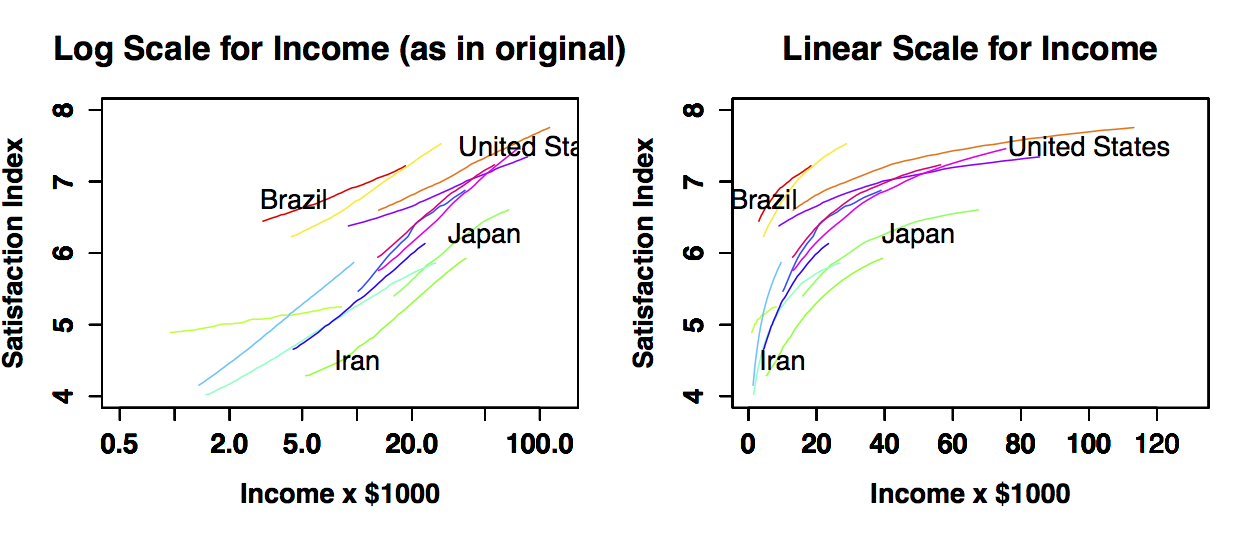 Log Scale for Income (as in original)
Satisfaction Index
8
7
6
5
4
United Sta
Brazil
Japan
Iran
0.5 2.0 5.0 20.0 100.0
Income x $1000
Linear Scale for Income
Satisfaction Index
8
7
6
5
4
United States
Brazil
Japan
Iran
0 20 40 60 80 100 120
Income x $1000